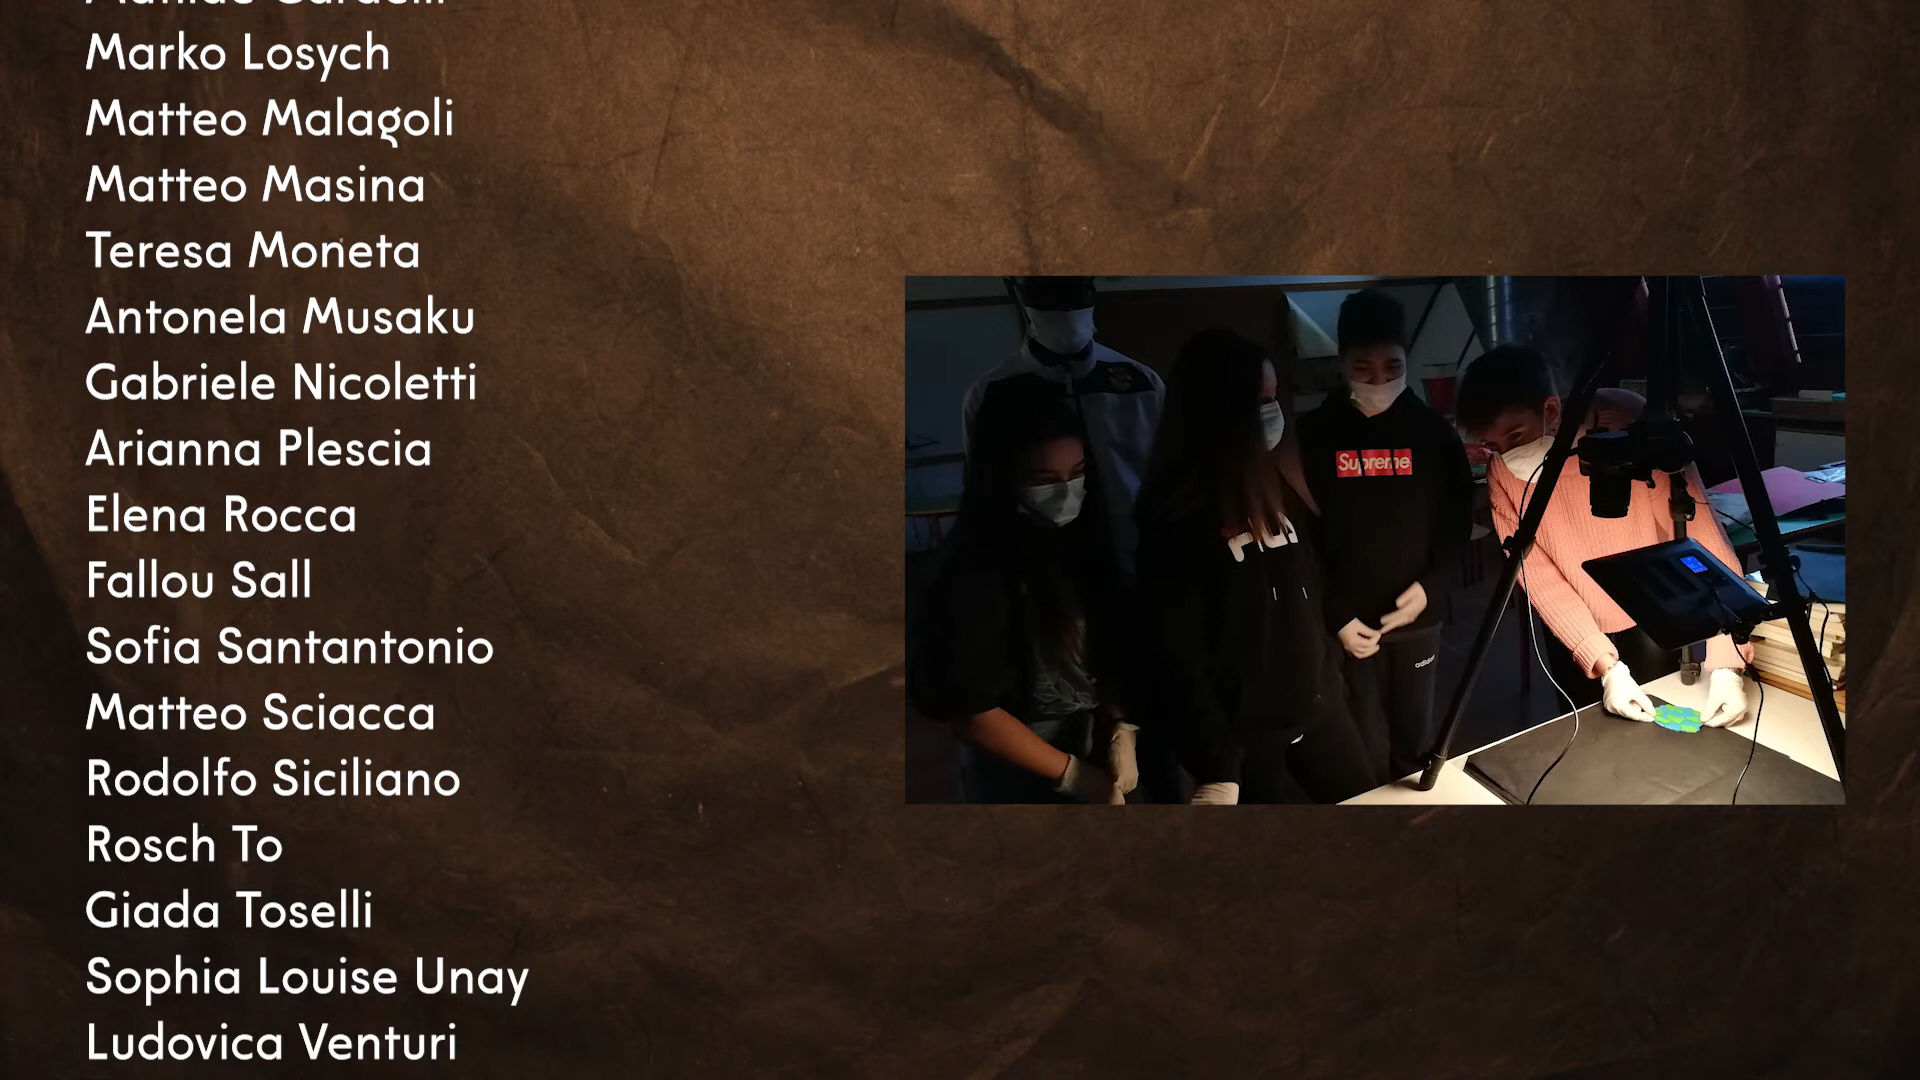 Marko Losych
Matteo Malagoli
Matteo Masina
Teresa Moneta
Antonela Musaku
Gabriele Nicoletti
Arianna Plescia
Elena Rocca
Fallou Sall
Sofia Santantonio
Matteo Sciacca
Rodolfo Siciliano
Rosch To
Giada Toselli
Sophia Louise Unay
Ludovica Venturi
Supreme
adidas